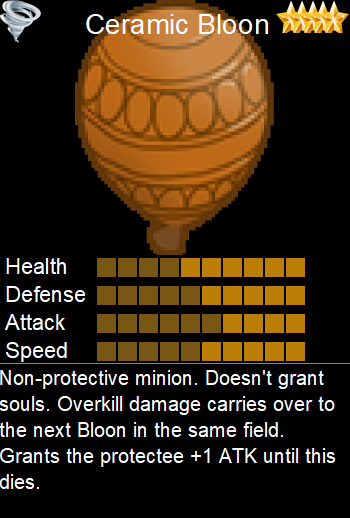 Ceramic Bloon
Health
Defense
Attack
Speed
Non-protective minion. Doesn't grant
souls. Overkill damage carries over to
the next Bloon in the same field.
Grants the protectee +1 ATK until this
dies.